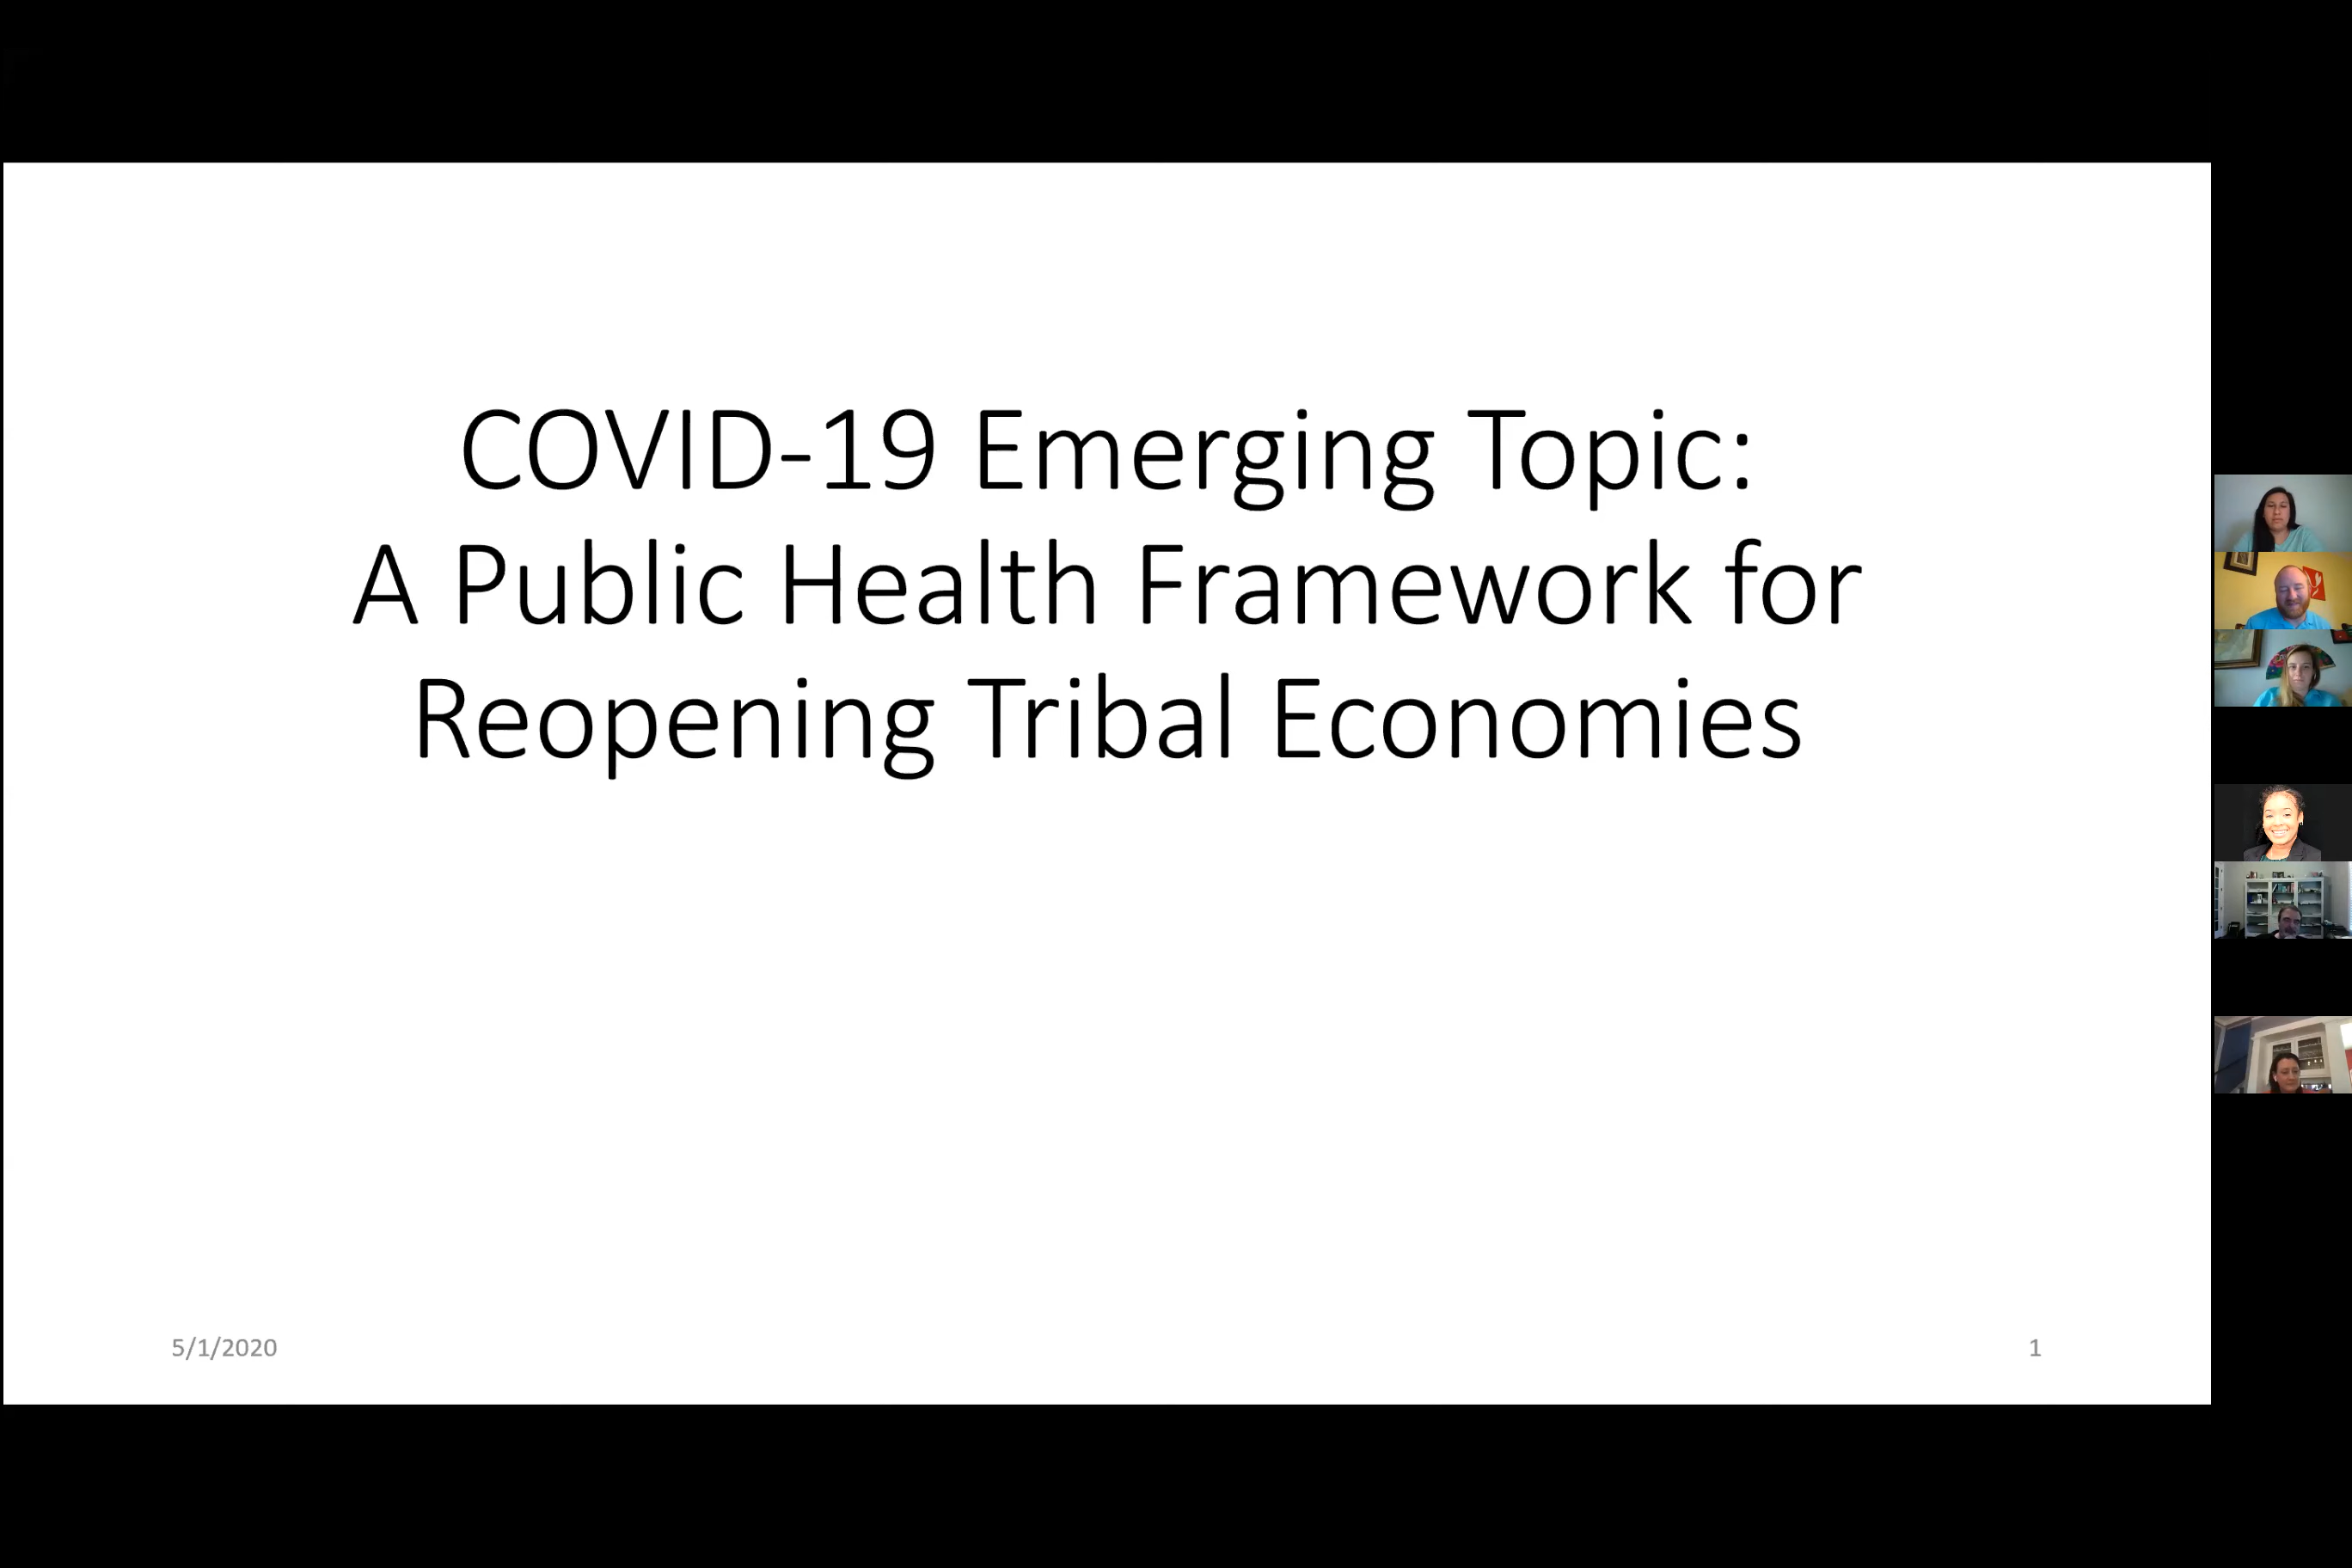 COVID-19 Emerging Topic:
A Public Health Framework for
Reopening Tribal Economies
5/1/2020
1